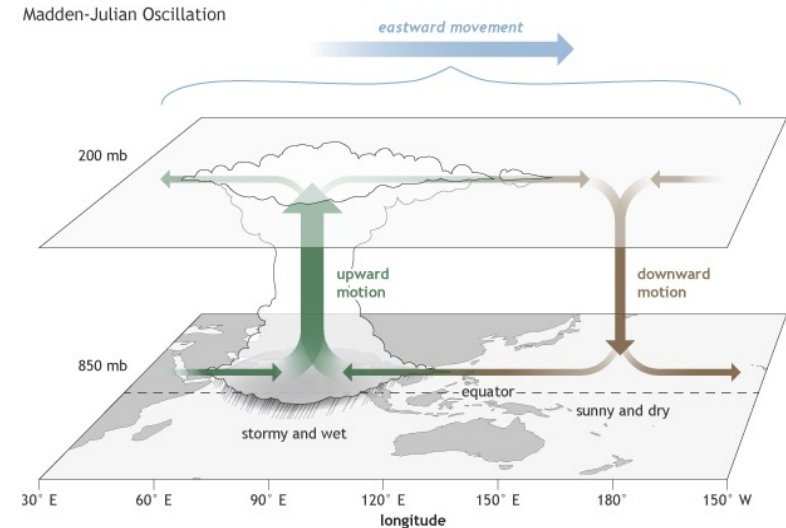 Madden-Julian Oscillation
eastward movement
200 mb
upward
motion
downward
motion
850 mb
equator
sunny and dry
stormy and wet
30° E 60° E 90° E 120° E 150° E 180° 150° W
longitude